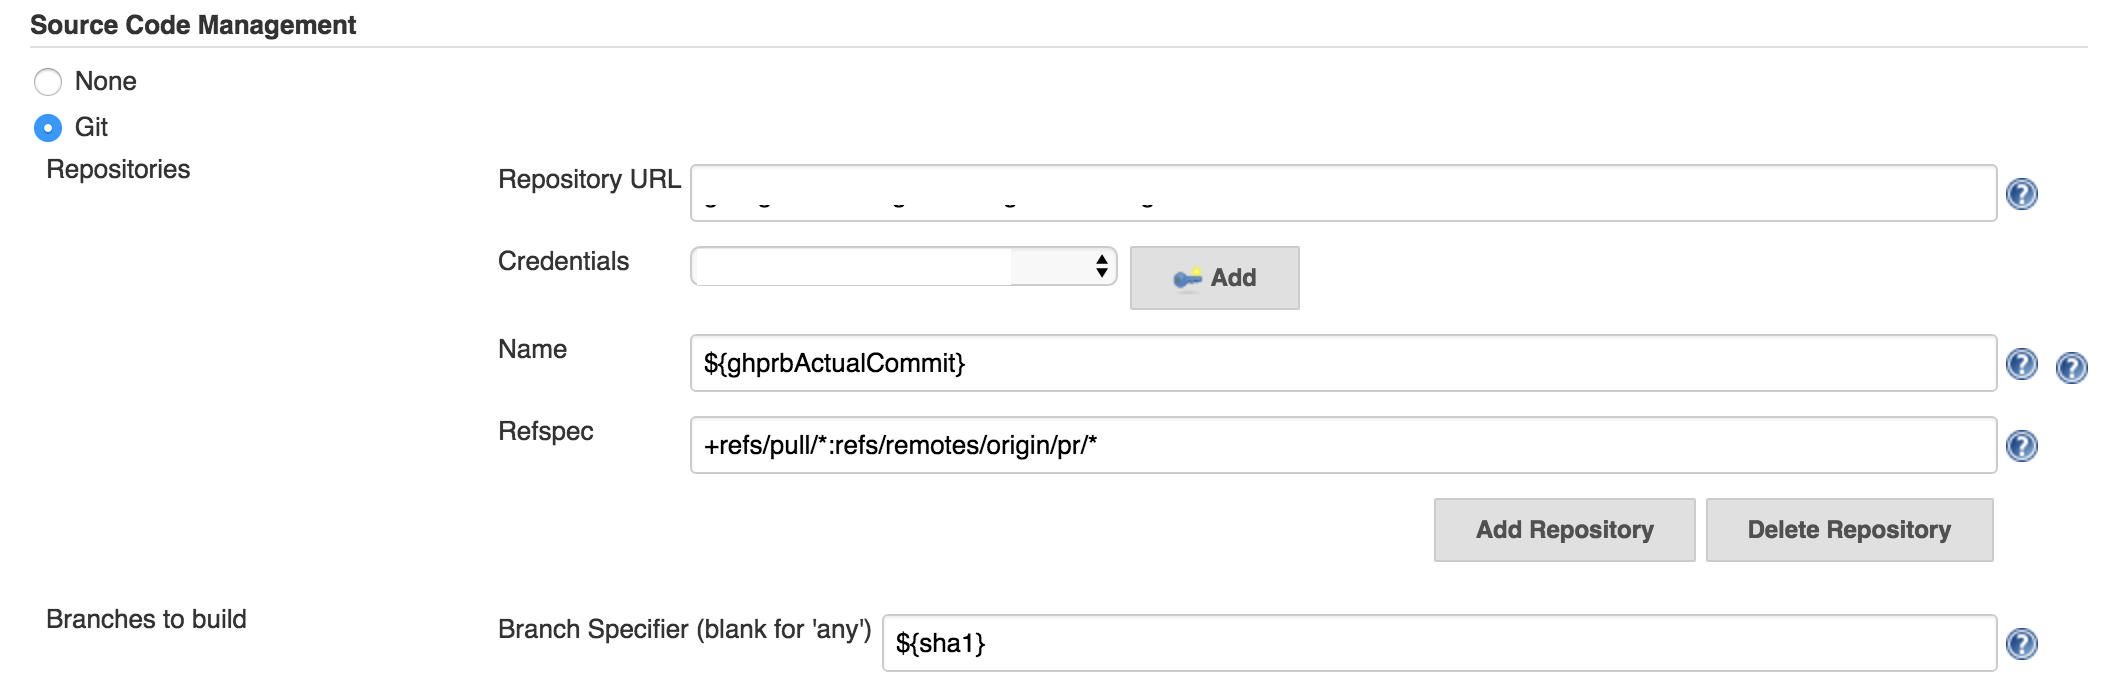 Source Code Management
None
Git
Repositories
Repository URL
Credentials
Add
Name
${ghprbActualCommit}
Refspec
+refs/pull/*:refs/remotes/origin/pr/*
Add Repository
Delete Repository
Branches to build
Branch Specifier (blank for 'any')
${sha1}